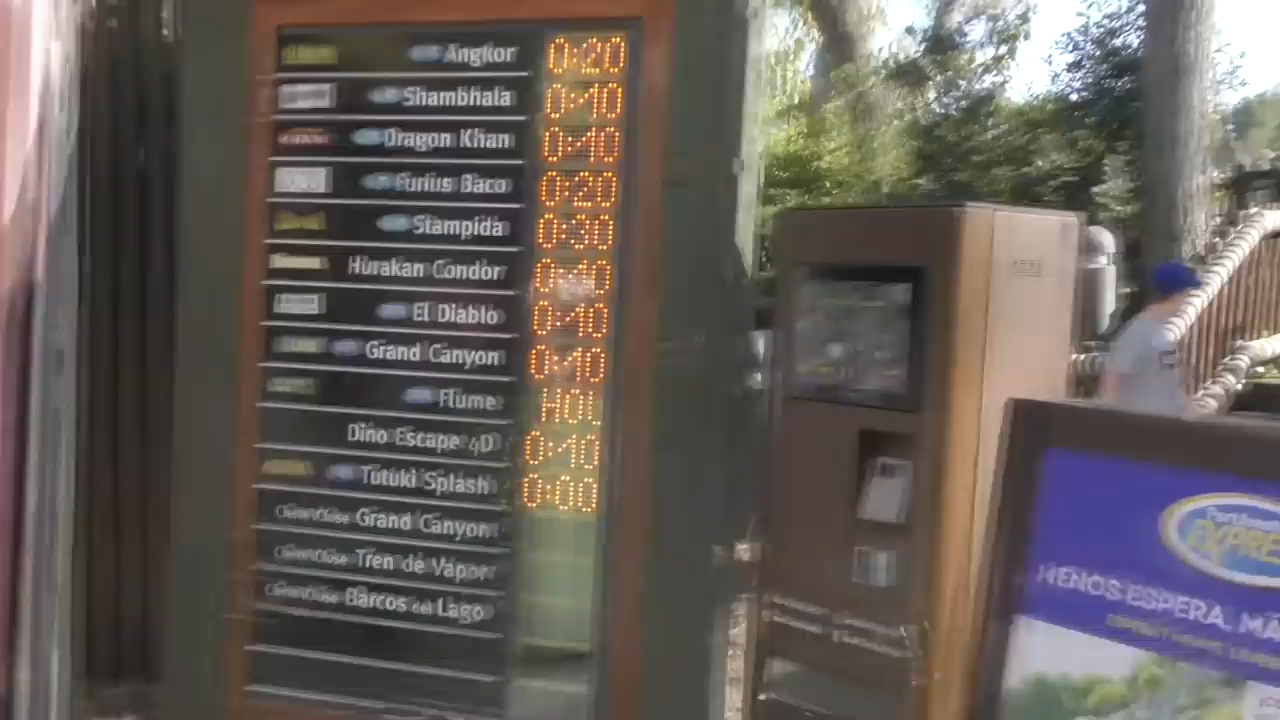 Angkor 0:20
Shambhala 0:10
Dragon Khan 0:10
Furius Baco 0:20
Stampida 0:30
Hurakan Condor 0:10
El Diablo 0:10
Grand Canyon 0:10
Flume HOL
Dino Escape 4D 0:10
Tutuki Splash 0:00
Grand Canyon
Tren de Vapor
Barcos del Lago
EXPRE
MENOS ESPERA, MÁ